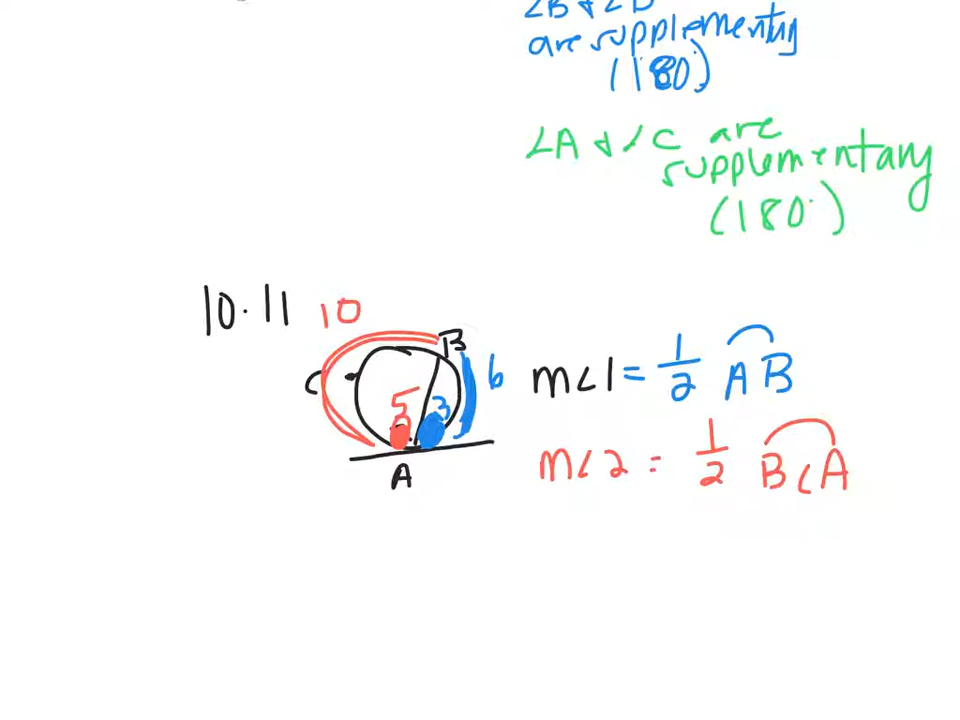 ∠B & ∠D
are supplementry
(180°)
∠A & ∠C are
supplementary
(180°)
10.11
10
B
C
6
5
3
A
m∠1 = 1/2 AB
m∠2 = 1/2 BCA